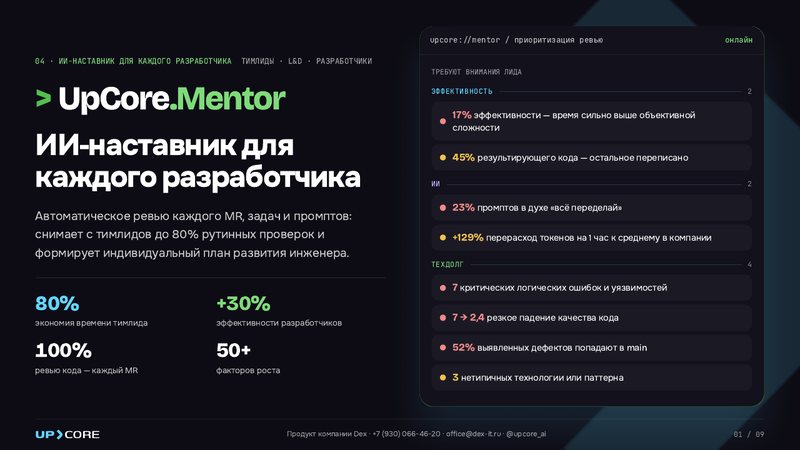 04 · ИИ-НАСТАВНИК ДЛЯ КАЖДОГО РАЗРАБОТЧИКА ТИМЛИДЫ · L&D · РАЗРАБОТЧИКИ
> UpCore.Mentor
ИИ-наставник для
каждого разработчика
Автоматическое ревью каждого MR, задач и промптов:
снимает с тимлидов до 80% рутинных проверок и
формирует индивидуальный план развития инженера.
80%
экономия времени тимлида
+30%
эффективности разработчиков
100%
ревью кода — каждый MR
50+
факторов роста
upcore://mentor / приоритизация ревью онлайн
ТРЕБУЮТ ВНИМАНИЯ ЛИДА
ЭФФЕКТИВНОСТЬ 2
17% эффективности — время сильно выше объективной
сложности
45% результирующего кода — остальное переписано
ИИ 2
23% промптов в духе «всё переделай»
+129% перерасход токенов на 1 час к среднему в компании
ТЕХДОЛГ 4
7 критических логических ошибок и уязвимостей
7 → 2,4 резкое падение качества кода
52% выявленных дефектов попадают в main
3 нетипичных технологии или паттерна
UP>CORE
Продукт компании Dex · +7 (930) 066-46-20 · office@dex-it.ru · @upcore_ai
01 / 09